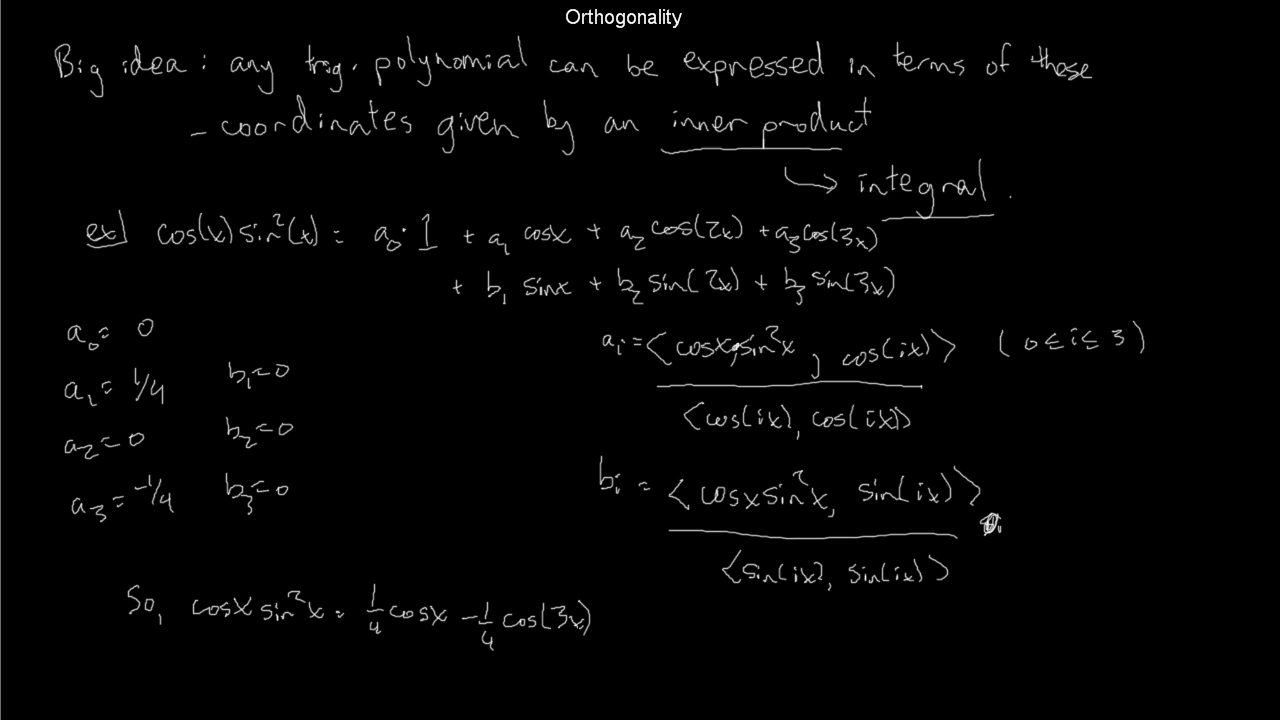 Orthogonality
Big idea: any trig. polynomial can be expressed in terms of these
- coordinates given by an inner product
↳ integral.
ex] cos(x) sin²(x) = a₀·1 + a₁ cosx + a₂ cos(2x) + a₃ cos(3x)
+ b₁ sinx + b₂ sin(2x) + b₃ sin(3x)
a₀ = 0
aᵢ = <cosx·sin²x, cos(ix)> / <cos(ix), cos(ix)> (0 ≤ i ≤ 3)
a₁ = 1/4 b₁ = 0
a₂ = 0 b₂ = 0
a₃ = -1/4 b₃ = 0
bᵢ = <cosx sin²x, sin(ix)> / <sin(ix), sin(ix)>
So, cosx sin²x = 1/4 cosx - 1/4 cos(3x)